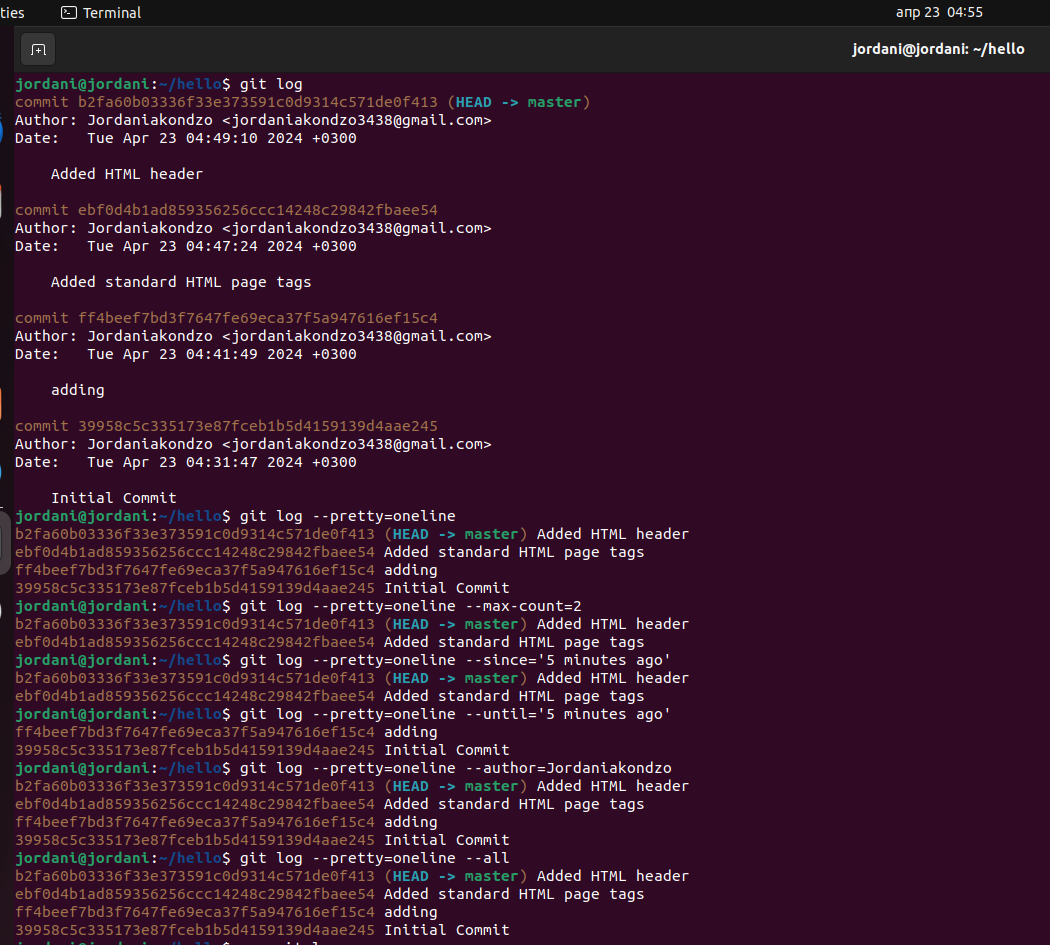 ties
Terminal
апр 23 04:55
jordani@jordani: ~/hello
jordani@jordani:~/hello$ git log
commit b2fa60b03336f33e373591c0d9314c571de0f413 (HEAD -> master)
Author: Jordaniakondzo <jordaniakondzo3438@gmail.com>
Date:   Tue Apr 23 04:49:10 2024 +0300
    Added HTML header
commit ebf0d4b1ad859356256ccc14248c29842fbaee54
Author: Jordaniakondzo <jordaniakondzo3438@gmail.com>
Date:   Tue Apr 23 04:47:24 2024 +0300
    Added standard HTML page tags
commit ff4beef7bd3f7647fe69eca37f5a947616ef15c4
Author: Jordaniakondzo <jordaniakondzo3438@gmail.com>
Date:   Tue Apr 23 04:41:49 2024 +0300
    adding
commit 39958c5c335173e87fceb1b5d4159139d4aae245
Author: Jordaniakondzo <jordaniakondzo3438@gmail.com>
Date:   Tue Apr 23 04:31:47 2024 +0300
    Initial Commit
jordani@jordani:~/hello$ git log --pretty=oneline
b2fa60b03336f33e373591c0d9314c571de0f413 (HEAD -> master) Added HTML header
ebf0d4b1ad859356256ccc14248c29842fbaee54 Added standard HTML page tags
ff4beef7bd3f7647fe69eca37f5a947616ef15c4 adding
39958c5c335173e87fceb1b5d4159139d4aae245 Initial Commit
jordani@jordani:~/hello$ git log --pretty=oneline --max-count=2
b2fa60b03336f33e373591c0d9314c571de0f413 (HEAD -> master) Added HTML header
ebf0d4b1ad859356256ccc14248c29842fbaee54 Added standard HTML page tags
jordani@jordani:~/hello$ git log --pretty=oneline --since='5 minutes ago'
b2fa60b03336f33e373591c0d9314c571de0f413 (HEAD -> master) Added HTML header
ebf0d4b1ad859356256ccc14248c29842fbaee54 Added standard HTML page tags
jordani@jordani:~/hello$ git log --pretty=oneline --until='5 minutes ago'
ff4beef7bd3f7647fe69eca37f5a947616ef15c4 adding
39958c5c335173e87fceb1b5d4159139d4aae245 Initial Commit
jordani@jordani:~/hello$ git log --pretty=oneline --author=Jordaniakondzo
b2fa60b03336f33e373591c0d9314c571de0f413 (HEAD -> master) Added HTML header
ebf0d4b1ad859356256ccc14248c29842fbaee54 Added standard HTML page tags
ff4beef7bd3f7647fe69eca37f5a947616ef15c4 adding
39958c5c335173e87fceb1b5d4159139d4aae245 Initial Commit
jordani@jordani:~/hello$ git log --pretty=oneline --all
b2fa60b03336f33e373591c0d9314c571de0f413 (HEAD -> master) Added HTML header
ebf0d4b1ad859356256ccc14248c29842fbaee54 Added standard HTML page tags
ff4beef7bd3f7647fe69eca37f5a947616ef15c4 adding
39958c5c335173e87fceb1b5d4159139d4aae245 Initial Commit